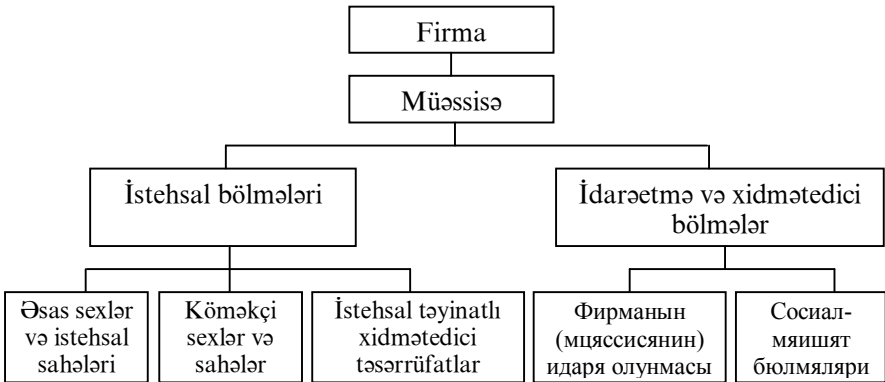 Firma
Müəssisə
İstehsal bölmələri
İdarəetmə və xidmətedici
bölmələr
Əsas sexlər
və istehsal
sahələri
Köməkçi
sexlər və
sahələr
İstehsal təyinatlı
xidmətedici
təsərrüfatlar
Фирманын
(мцяссисянин)
идаря олунмасы
Сосиал-
мяишят
бюлмяляри